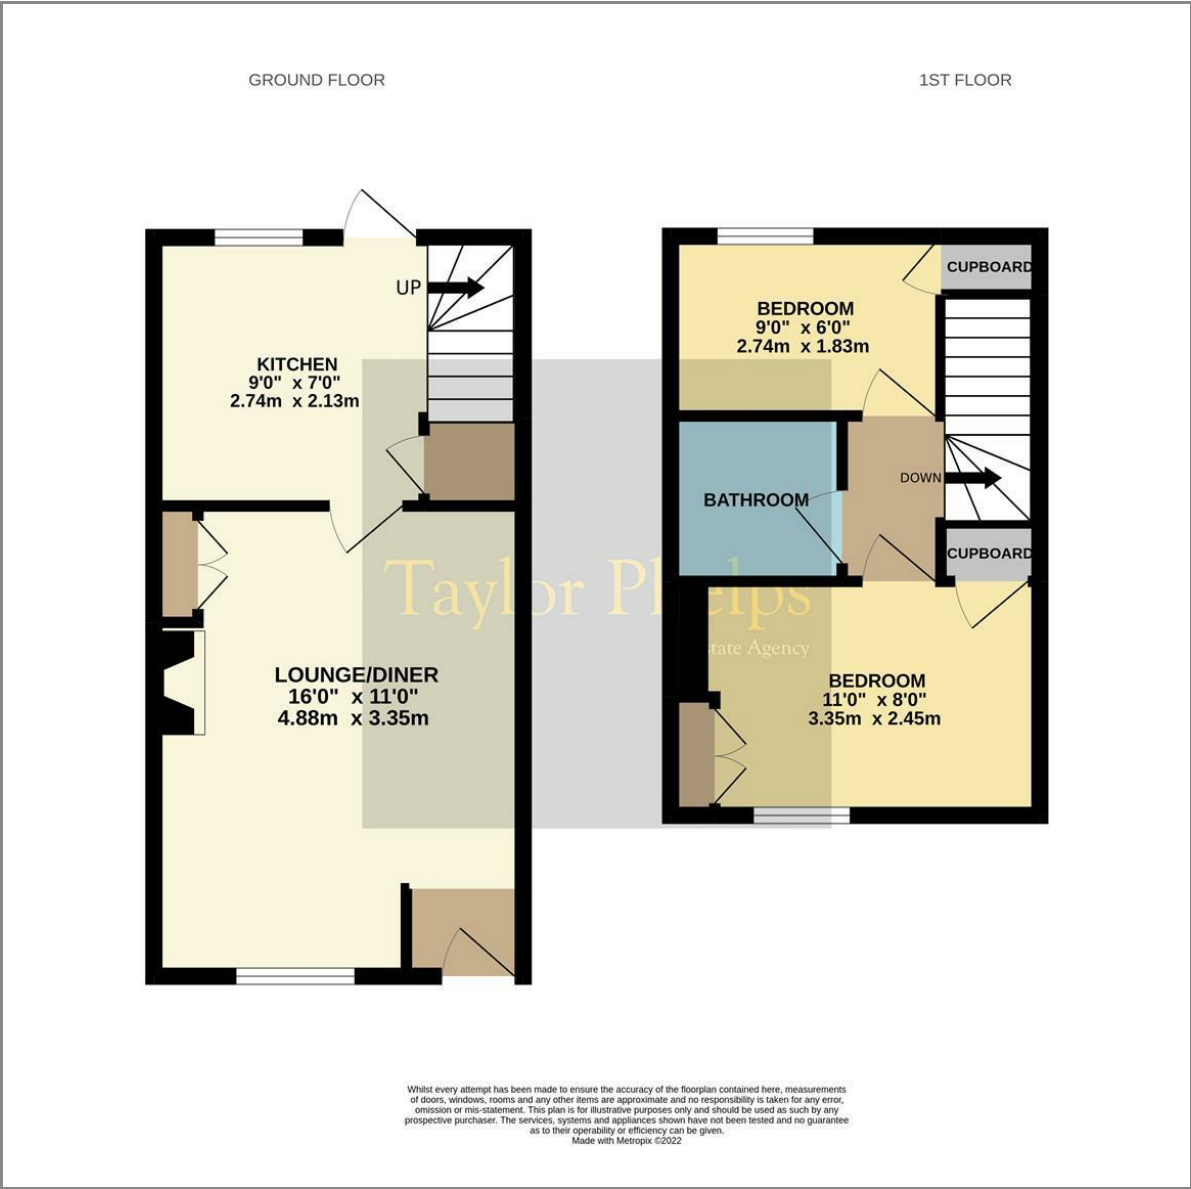 GROUND FLOOR
1ST FLOOR
UP
KITCHEN
9'0" x 7'0"
2.74m x 2.13m
LOUNGE/DINER
16'0" x 11'0"
4.88m x 3.35m
CUPBOARD
BEDROOM
9'0" x 6'0"
2.74m x 1.83m
BATHROOM
DOWN
CUPBOARD
BEDROOM
11'0" x 8'0"
3.35m x 2.45m
Taylor Phelps
state Agency
Whilst every attempt has been made to ensure the accuracy of the floorplan contained here, measurements
of doors, windows, rooms and any other items are approximate and no responsibility is taken for any error,
omission or mis-statement. This plan is for illustrative purposes only and should be used as such by any
prospective purchaser. The services, systems and appliances shown have not been tested and no guarantee
as to their operability or efficiency can be given.
Made with Metropix ©2022